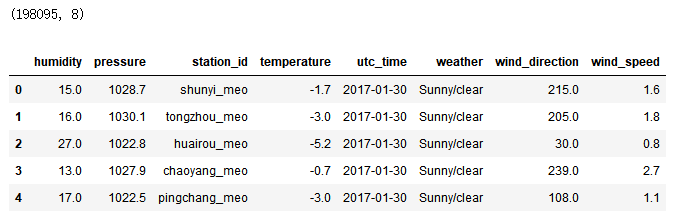 (198095, 8)
humidity pressure station_id temperature utc_time weather wind_direction wind_speed
0 15.0 1028.7 shunyi_meo -1.7 2017-01-30 Sunny/clear 215.0 1.6
1 16.0 1030.1 tongzhou_meo -3.0 2017-01-30 Sunny/clear 205.0 1.8
2 27.0 1022.8 huairou_meo -5.2 2017-01-30 Sunny/clear 30.0 0.8
3 13.0 1027.9 chaoyang_meo -0.7 2017-01-30 Sunny/clear 239.0 2.7
4 17.0 1022.5 pingchang_meo -3.0 2017-01-30 Sunny/clear 108.0 1.1